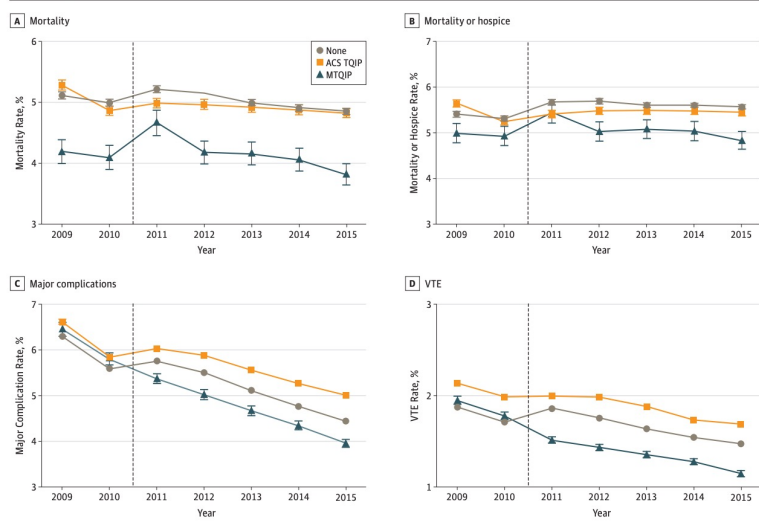 A Mortality
6
5
4
3
Mortality Rate, %
None
ACS TQIP
MTQIP
2009 2010 2011 2012 2013 2014 2015
Year
B Mortality or hospice
7
6
5
4
3
Mortality or Hospice Rate, %
2009 2010 2011 2012 2013 2014 2015
Year
C Major complications
7
6
5
4
3
Major Complication Rate, %
2009 2010 2011 2012 2013 2014 2015
Year
D VTE
3
2
1
VTE Rate, %
2009 2010 2011 2012 2013 2014 2015
Year